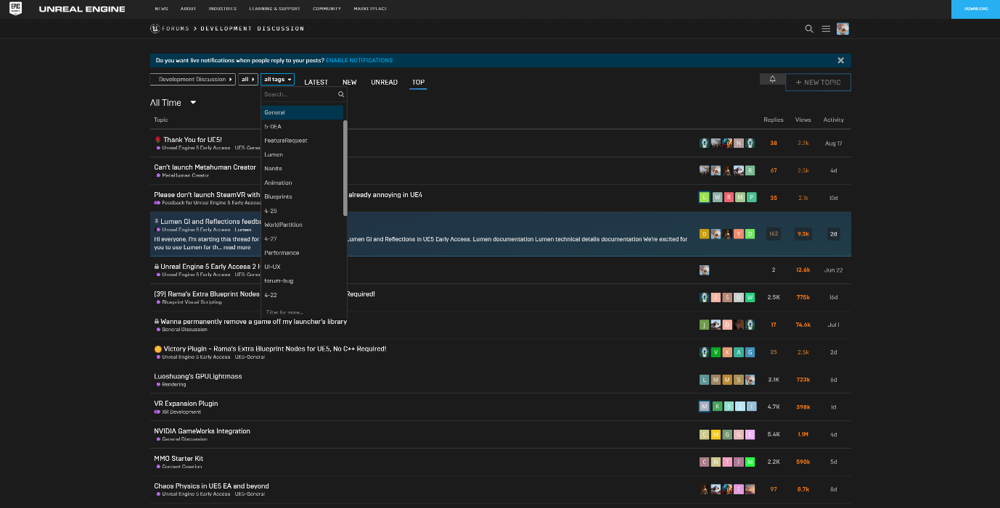 EPIC GAMES
UNREAL ENGINE
NEWS ABOUT INDUSTRIES LEARNING & SUPPORT COMMUNITY MARKETPLACE
DOWNLOAD
FORUMS > DEVELOPMENT DISCUSSION
Do you want live notifications when people reply to your posts? ENABLE NOTIFICATIONS
Development Discussion all all tags LATEST NEW UNREAD TOP
+ NEW TOPIC
Search...
All Time
General
5-0EA
FeatureRequest
Lumen
Nanite
Animation
Blueprints
4-25
WorldPartition
4-27
Performance
UI-UX
forum-bug
4-22
Filter for more...
Topic Replies Views Activity
Thank You for UE5! N 38 2.2k Aug 17
Unreal Engine 5 Early Access UE5-Gener
Can't launch Metahuman Creator R 67 2.5k 4d
MetaHuman Creator
Please don't launch SteamVR with already annoying in UE4 L W R M P 35 2.1k 10d
Feedback for Unreal Engine 5 Early Access
Lumen GI and Reflections feedba D Y D 162 9.3k 2d
Unreal Engine 5 Early Access Lumen
Hi everyone, I'm starting this thread for Lumen GI and Reflections in UE5 Early Access. Lumen documentation Lumen technical details documentation We're excited for
you to use Lumen for th... read more
Unreal Engine 5 Early Access 2 H 2 12.6k Jun 22
Unreal Engine 5 Early Access UE5-Gener
(39) Rama's Extra Blueprint Nodes Required! Z S D W 2.5K 775k 16d
Blueprint Visual Scripting
Wanna permanently remove a game off my launcher's library J D 17 74.6k Jul 1
General Discussion
Victory Plugin - Rama's Extra Blueprint Nodes for UE5, No C++ Required! V X A G 25 2.5k 2d
Unreal Engine 5 Early Access UE5-General
Luoshuang's GPULightmass L M M S 2.1K 723k 6d
Rendering
VR Expansion Plugin M K S 4.7K 398k 1d
XR Development
NVIDIA GameWorks Integration C M G G E 5.4K 1.1M 4d
General Discussion
MMO Starter Kit C N T I M 2.2K 590k 5d
Content Creation
Chaos Physics in UE5 EA and beyond 97 8.7k 8d
Unreal Engine 5 Early Access UE5-General